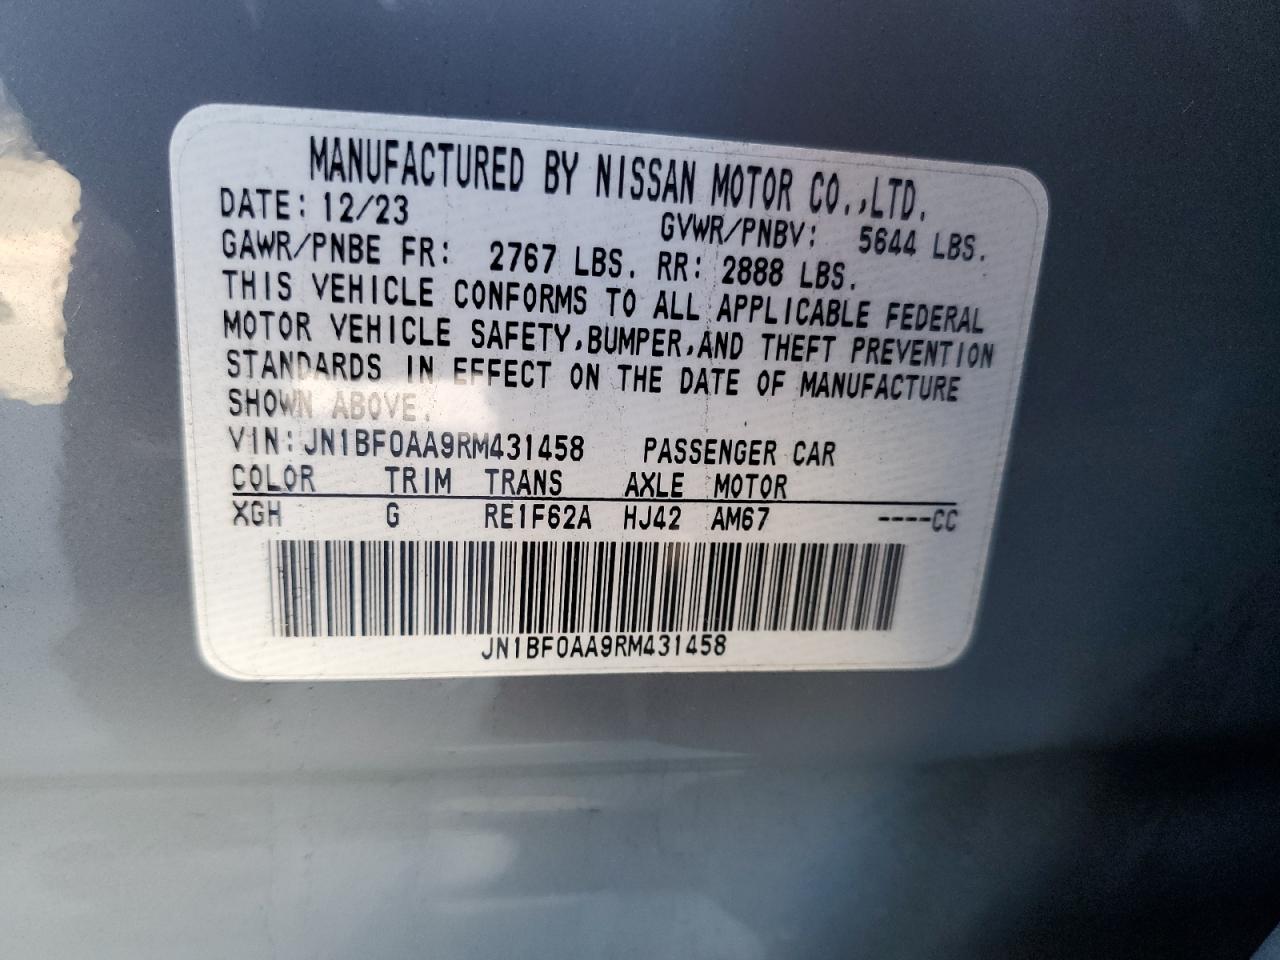 MANUFACTURED BY NISSAN MOTOR CO.,LTD.
DATE: 12/23 GVWR/PNBV: 5644 LBS.
GAWR/PNBE FR: 2767 LBS. RR: 2888 LBS.
THIS VEHICLE CONFORMS TO ALL APPLICABLE FEDERAL
MOTOR VEHICLE SAFETY,BUMPER,AND THEFT PREVENTION
STANDARDS IN EFFECT ON THE DATE OF MANUFACTURE
SHOWN ABOVE.
VIN: JN1BF0AA9RM431458 PASSENGER CAR
COLOR TRIM TRANS AXLE MOTOR
XGH G RE1F62A HJ42 AM67 ----CC
JN1BF0AA9RM431458